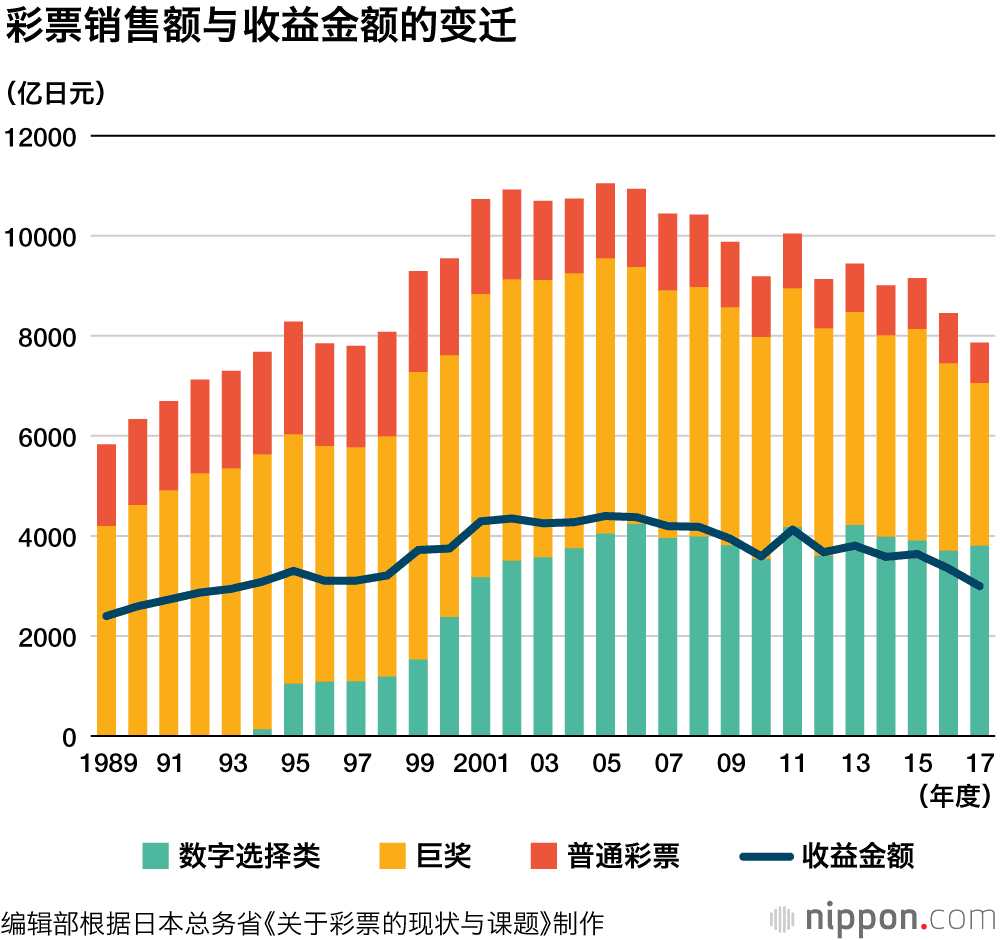 彩票销售额与收益金额的变迁
（亿日元）
12000
10000
8000
6000
4000
2000
0
1989 91 93 95 97 99 2001 03 05 07 09 11 13 15 17
（年度）
数字选择类 巨奖 普通彩票 收益金额
编辑部根据日本总务省《关于彩票的现状与课题》制作
nippon.com